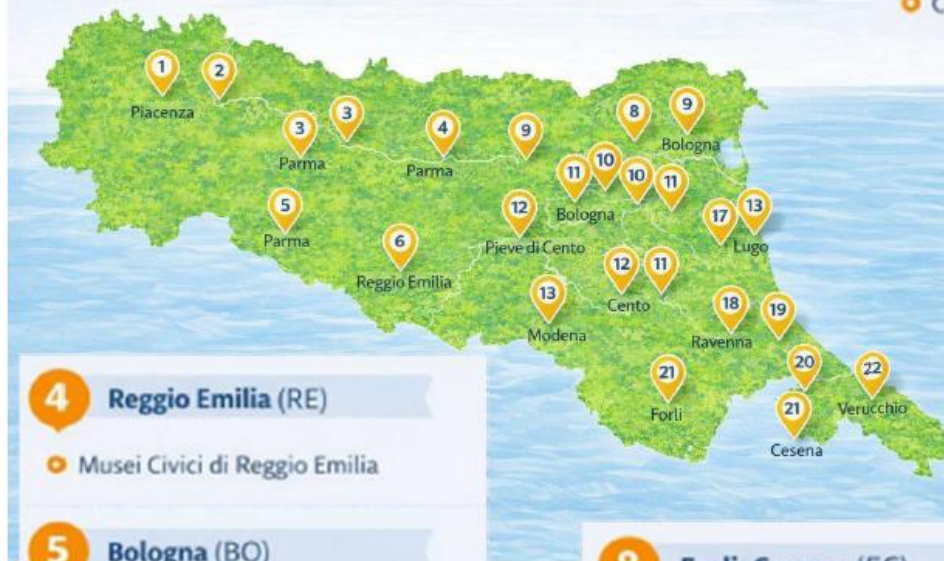 1
2
Piacenza
3
Parma
3
4
Parma
9
8
9
Bologna
5
Parma
6
Reggio Emilia
12
Pieve di Cento
11
10
10
11
Bologna
17
13
Lugo
13
Modena
12
11
Cento
18
Ravenna
19
21
Forli
20
21
Cesena
22
Verucchio
4 Reggio Emilia (RE)
Musei Civici di Reggio Emilia
5 Bologna (BO)